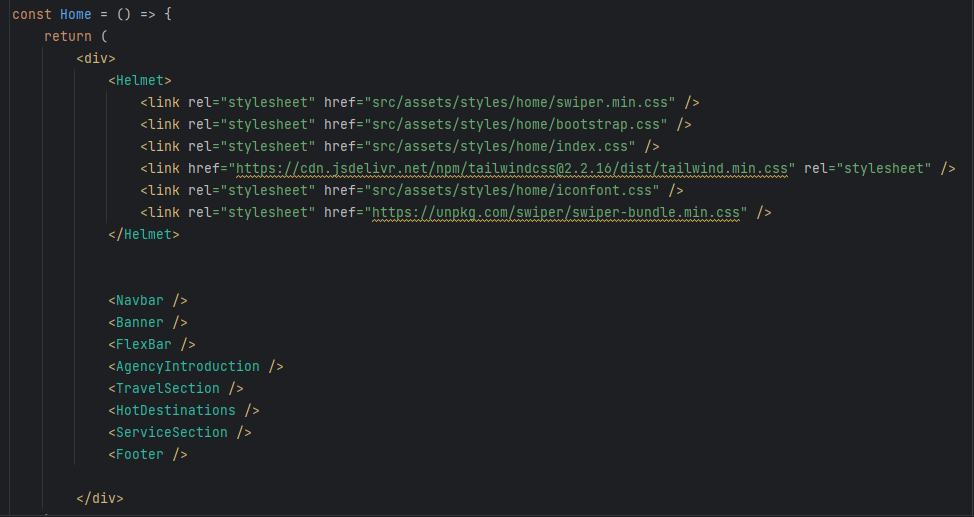 const Home = () => {
return (
<div>
<Helmet>
<link rel="stylesheet" href="src/assets/styles/home/swiper.min.css" />
<link rel="stylesheet" href="src/assets/styles/home/bootstrap.css" />
<link rel="stylesheet" href="src/assets/styles/home/index.css" />
<link href="https://cdn.jsdelivr.net/npm/tailwindcss@2.2.16/dist/tailwind.min.css" rel="stylesheet" />
<link rel="stylesheet" href="src/assets/styles/home/iconfont.css" />
<link rel="stylesheet" href="https://unpkg.com/swiper/swiper-bundle.min.css" />
</Helmet>
<Navbar />
<Banner />
<FlexBar />
<AgencyIntroduction />
<TravelSection />
<HotDestinations />
<ServiceSection />
<Footer />
</div>